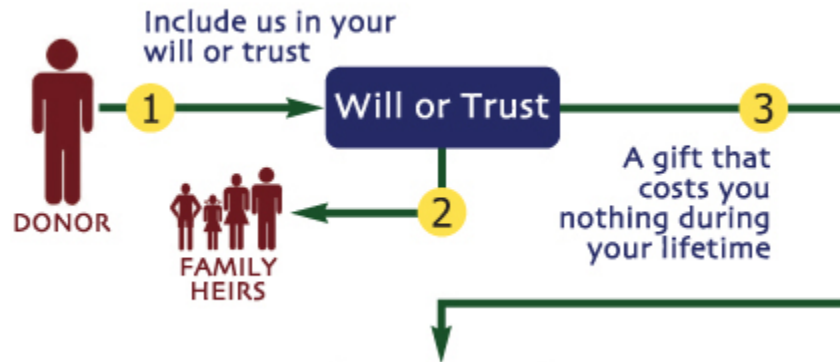 Include us in your
will or trust
1
Will or Trust
3
DONOR
2
A gift that
costs you
nothing during
your lifetime
FAMILY
HEIRS